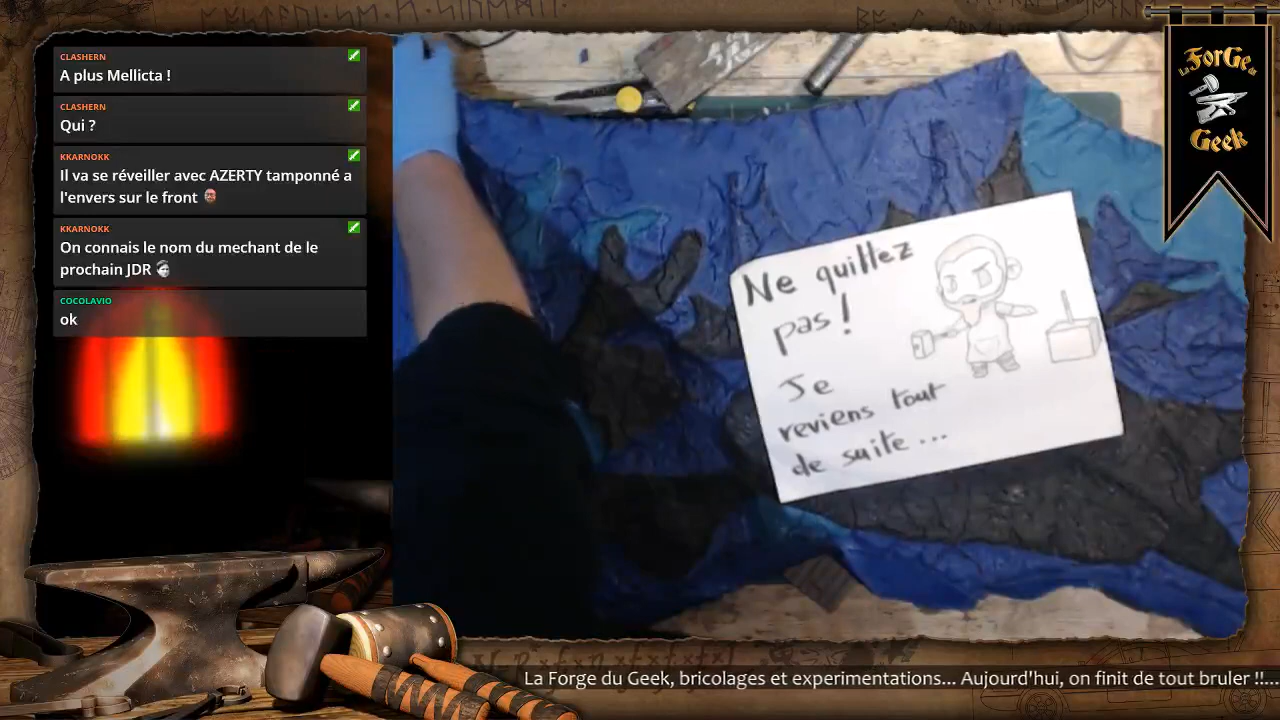 CLASHERN
A plus Mellicta !
CLASHERN
Qui ?
KKARNOKK
Il va se réveiller avec AZERTY tamponné a
l'envers sur le front
KKARNOKK
On connais le nom du mechant de le
prochain JDR
COCOLAVIO
ok
La ForGe du
Geek
Ne quittez
pas !
Je
reviens tout
de suite...
La Forge du Geek, bricolages et experimentations... Aujourd'hui, on finit de tout bruler !!...